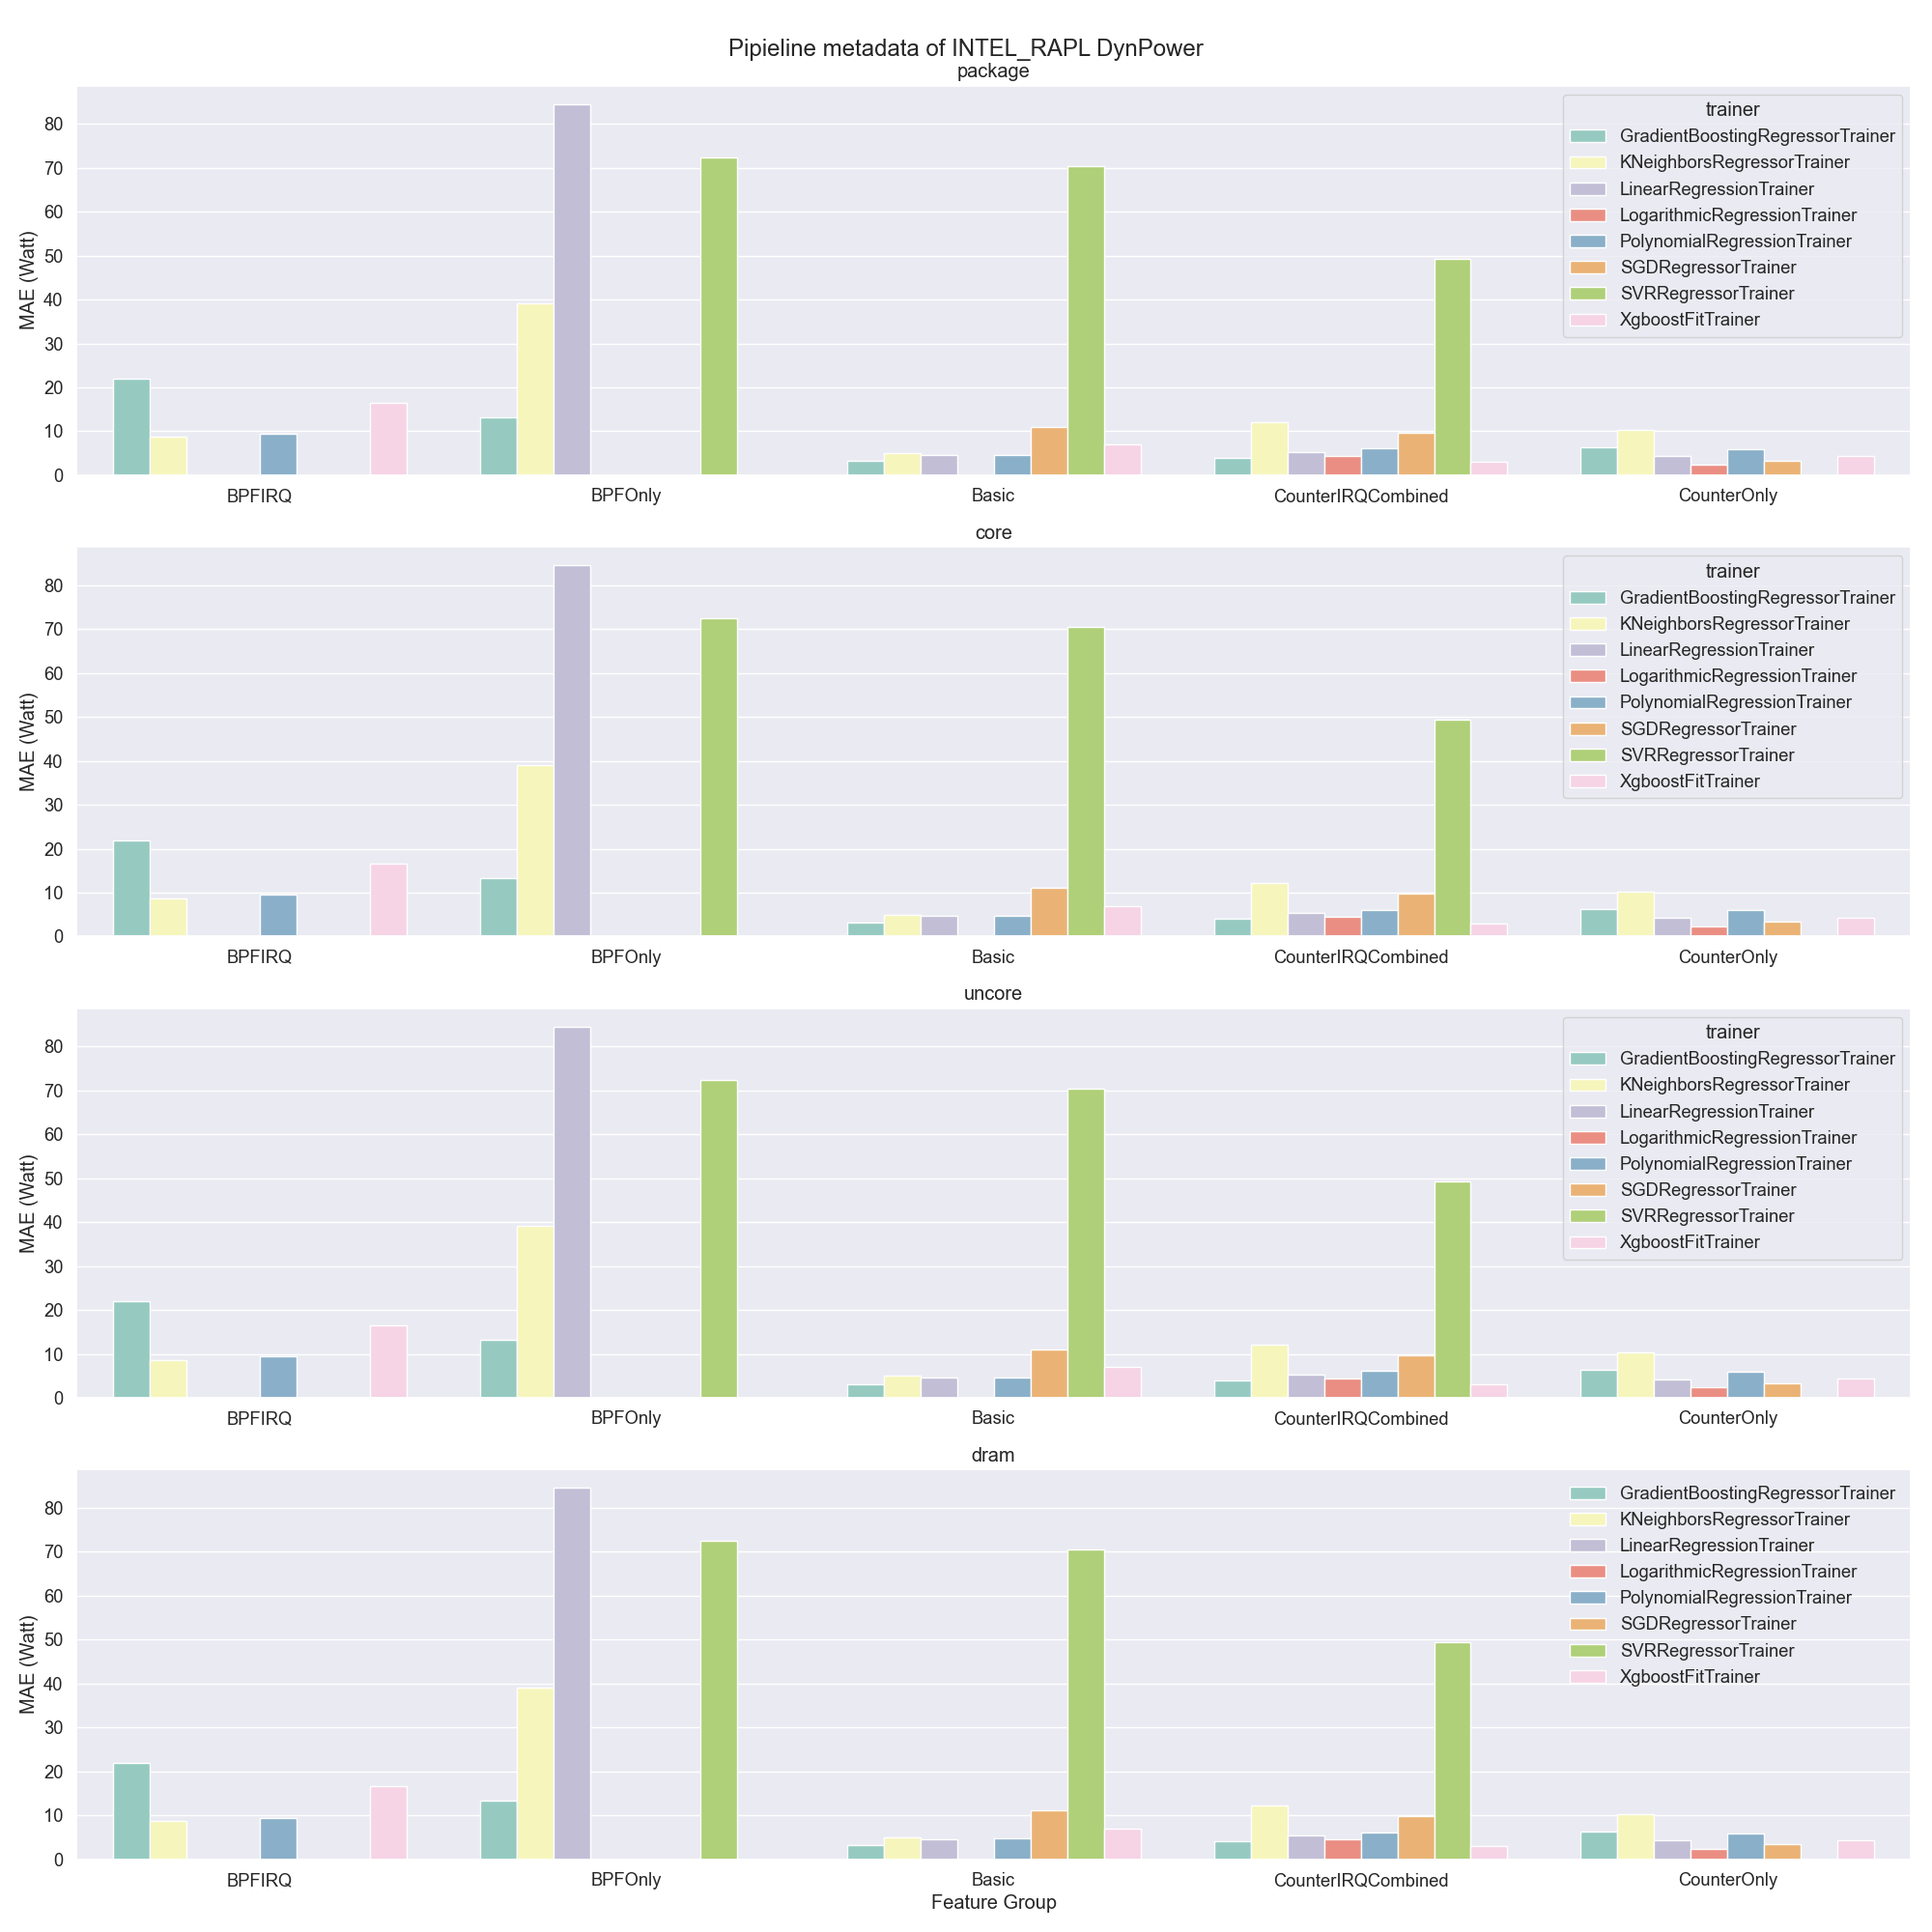 Pipieline metadata of INTEL_RAPL DynPower
package
MAE (Watt)
80
70
60
50
40
30
20
10
0
trainer
GradientBoostingRegressorTrainer
KNeighborsRegressorTrainer
LinearRegressionTrainer
LogarithmicRegressionTrainer
PolynomialRegressionTrainer
SGDRegressorTrainer
SVRRegressorTrainer
XgboostFitTrainer
BPFIRQ BPFOnly Basic CounterIRQCombined CounterOnly
core
MAE (Watt)
80
70
60
50
40
30
20
10
0
trainer
GradientBoostingRegressorTrainer
KNeighborsRegressorTrainer
LinearRegressionTrainer
LogarithmicRegressionTrainer
PolynomialRegressionTrainer
SGDRegressorTrainer
SVRRegressorTrainer
XgboostFitTrainer
BPFIRQ BPFOnly Basic CounterIRQCombined CounterOnly
uncore
MAE (Watt)
80
70
60
50
40
30
20
10
0
trainer
GradientBoostingRegressorTrainer
KNeighborsRegressorTrainer
LinearRegressionTrainer
LogarithmicRegressionTrainer
PolynomialRegressionTrainer
SGDRegressorTrainer
SVRRegressorTrainer
XgboostFitTrainer
BPFIRQ BPFOnly Basic CounterIRQCombined CounterOnly
dram
MAE (Watt)
80
70
60
50
40
30
20
10
0
GradientBoostingRegressorTrainer
KNeighborsRegressorTrainer
LinearRegressionTrainer
LogarithmicRegressionTrainer
PolynomialRegressionTrainer
SGDRegressorTrainer
SVRRegressorTrainer
XgboostFitTrainer
BPFIRQ BPFOnly Basic CounterIRQCombined CounterOnly
Feature Group